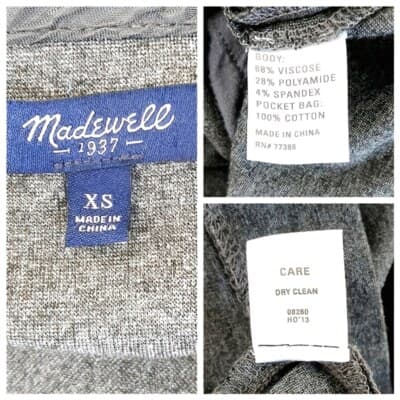 Madewell
1937
XS
MADE IN
CHINA
BODY:
68% VISCOSE
28% POLYAMIDE
4% SPANDEX
POCKET BAG:
100% COTTON
MADE IN CHINA
RN# 77388
CARE
DRY CLEAN
08260
HO'13